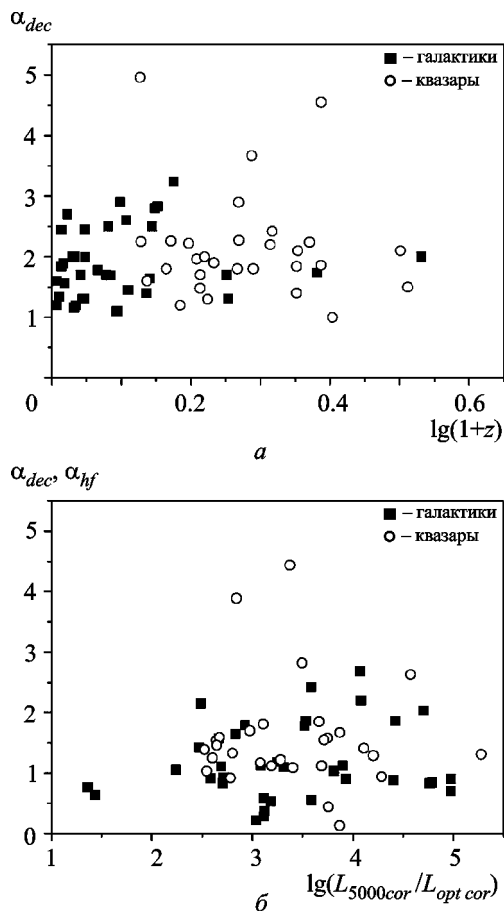 α_dec
■ – галактики
○ – квазары
5
4
3
2
1
0 0.2 0.4 0.6
lg(1+z)
а
α_dec, α_hf
■ – галактики
○ – квазары
5
4
3
2
1
0
1 2 3 4 5
lg(L_5000cor/L_opt cor)
б